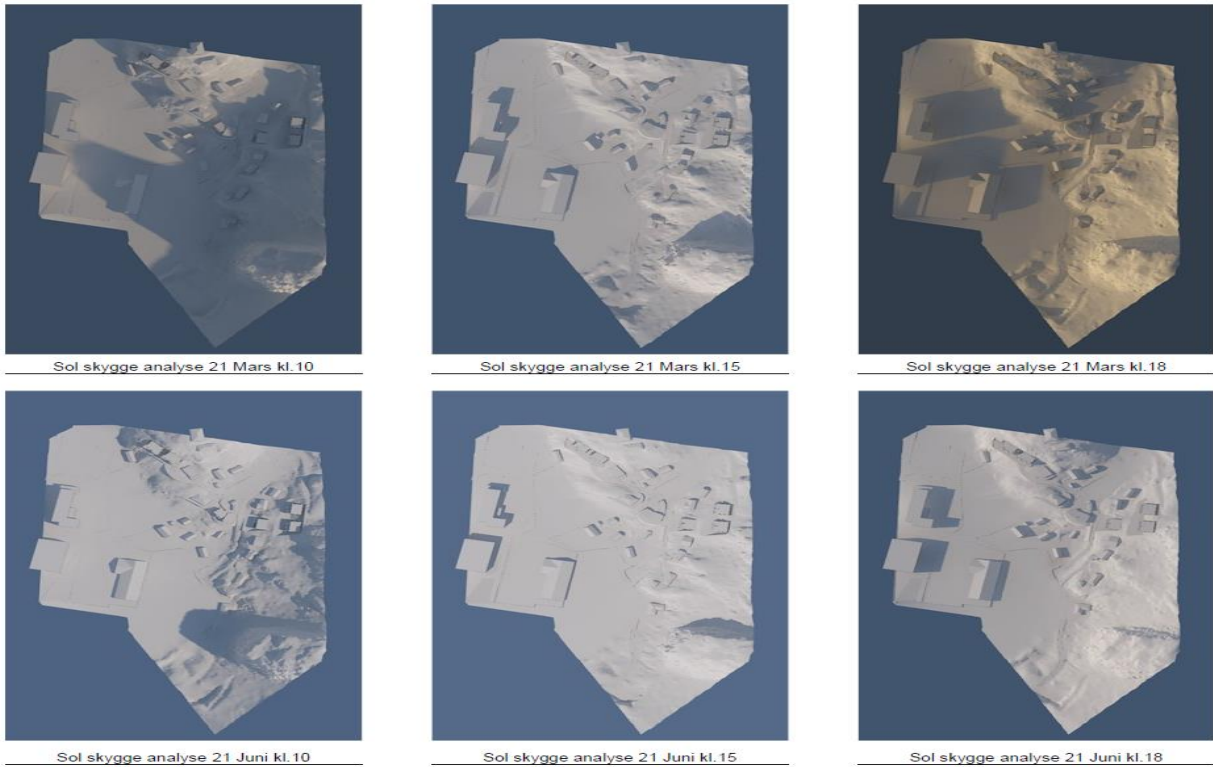 Sol skygge analyse 21 Mars kl.10
Sol skygge analyse 21 Mars kl.15
Sol skygge analyse 21 Mars kl.18
Sol skygge analyse 21 Juni kl.10
Sol skygge analyse 21 Juni kl.15
Sol skygge analyse 21 Juni kl.18